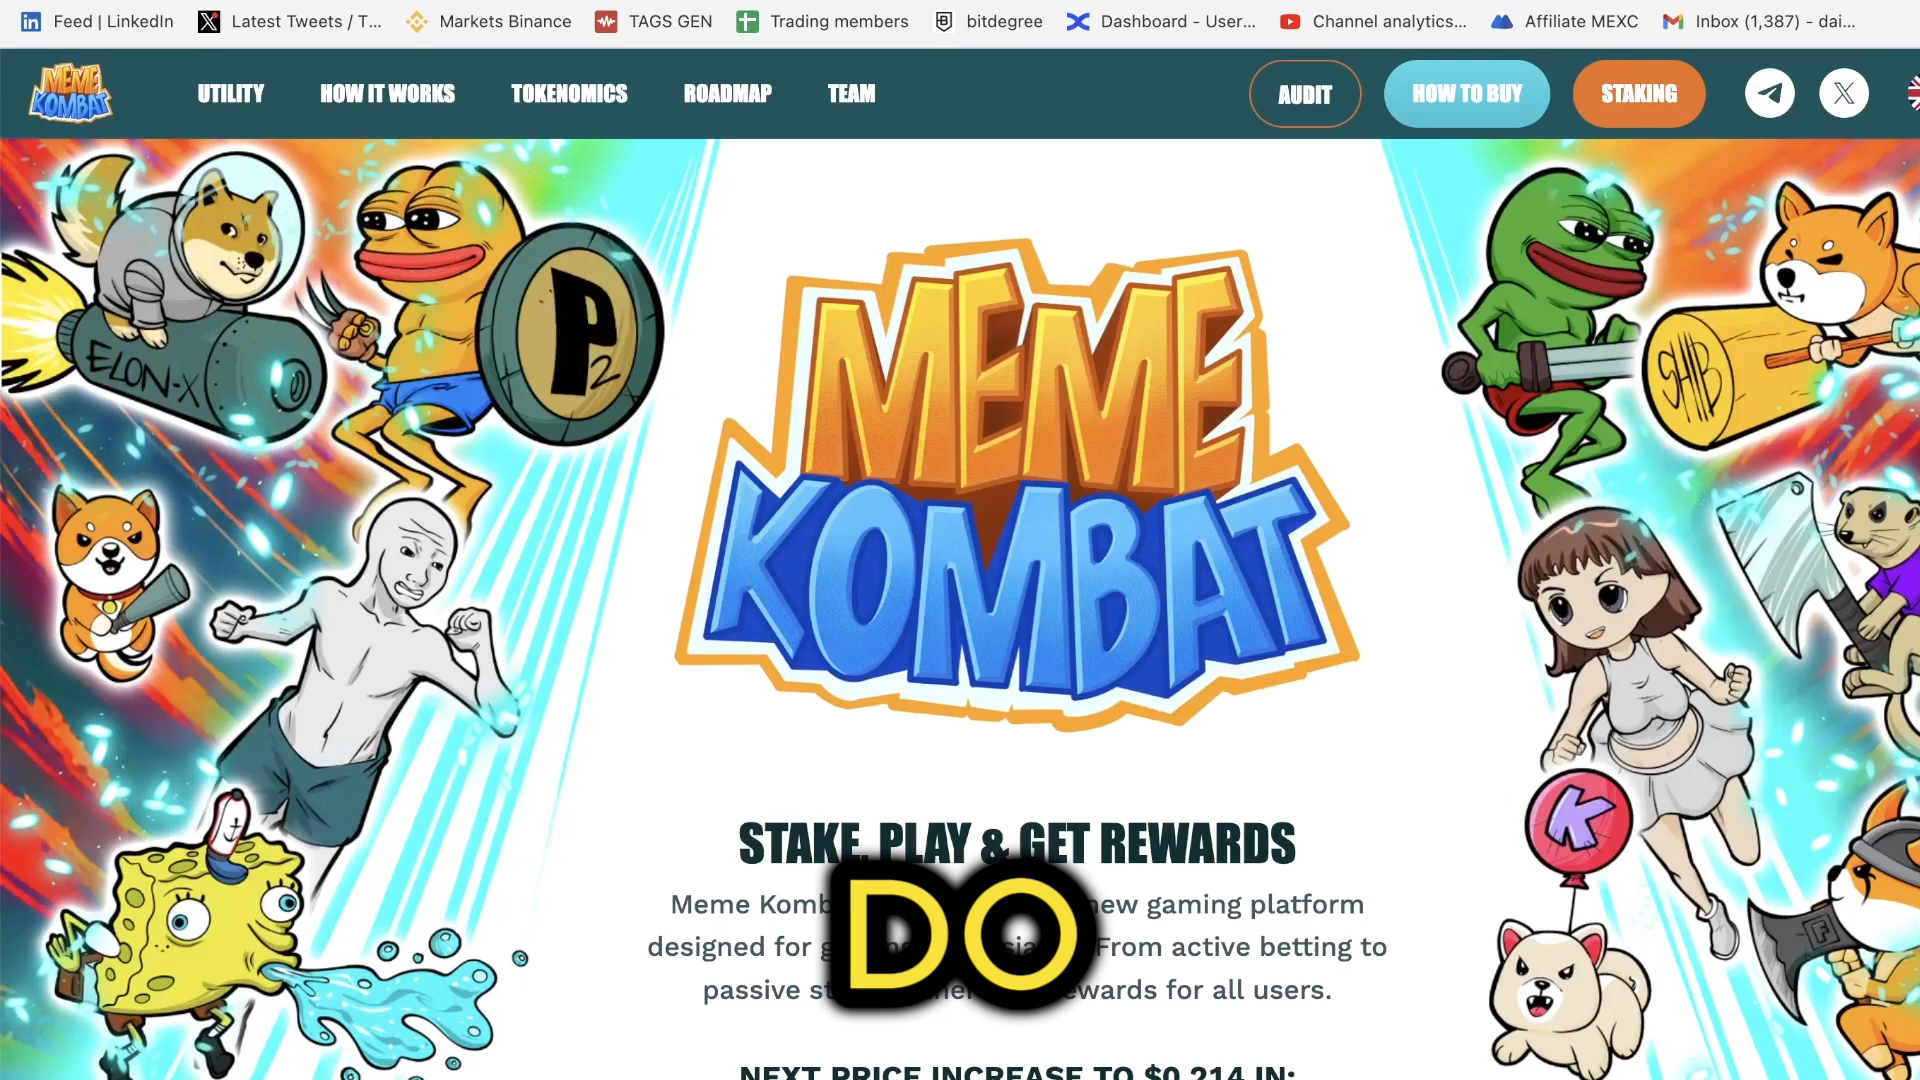 Feed | LinkedIn Latest Tweets / T... Markets Binance TAGS GEN Trading members bitdegree Dashboard - User... Channel analytics... Affiliate MEXC Inbox (1,387) - dai...
MEME KOMBAT UTILITY HOW IT WORKS TOKENOMICS ROADMAP TEAM AUDIT HOW TO BUY STAKING
ELON-X
P2
SHIB
MEME
KOMBAT
K
F
STAKE, PLAY & GET REWARDS
Meme new gaming platform
designed for From active betting to
passive rewards for all users.
DO
NEXT PRICE INCREASE TO $0.214 IN: